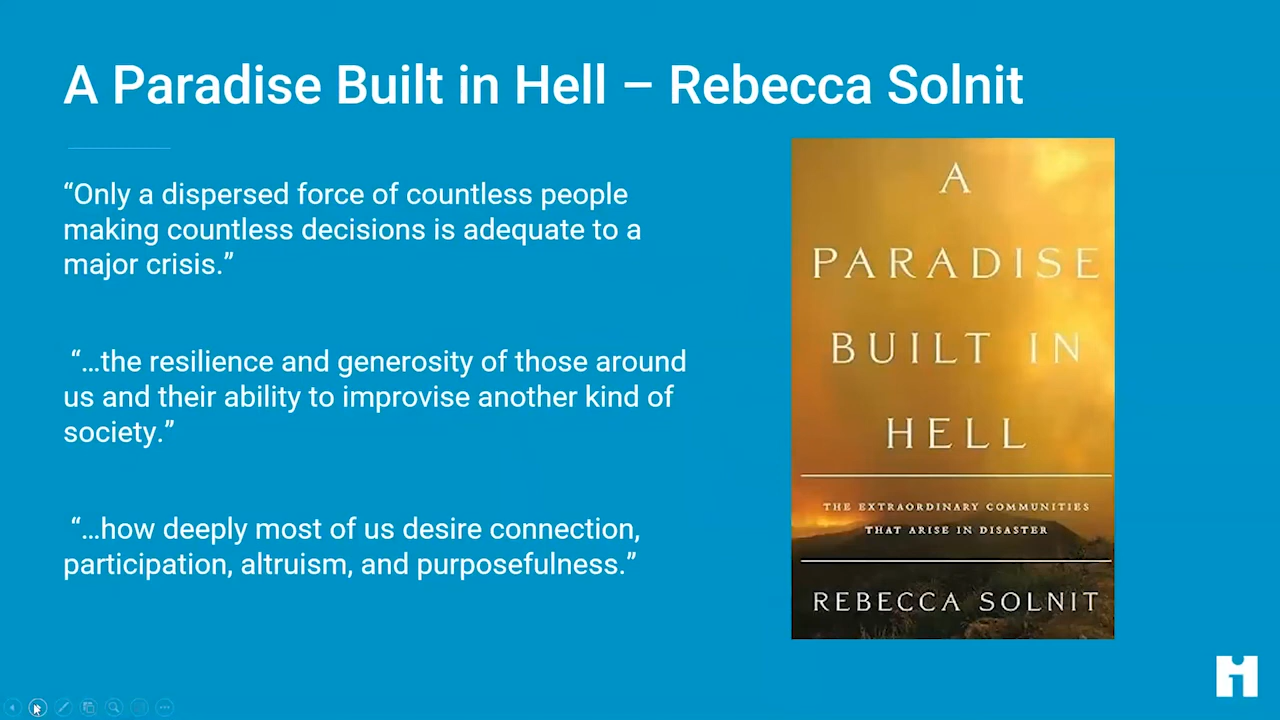 A Paradise Built in Hell – Rebecca Solnit
“Only a dispersed force of countless people
making countless decisions is adequate to a
major crisis.”
“…the resilience and generosity of those around
us and their ability to improvise another kind of
society.”
“…how deeply most of us desire connection,
participation, altruism, and purposefulness.”
A
PARADISE
BUILT IN
HELL
THE EXTRAORDINARY COMMUNITIES
THAT ARISE IN DISASTER
REBECCA SOLNIT